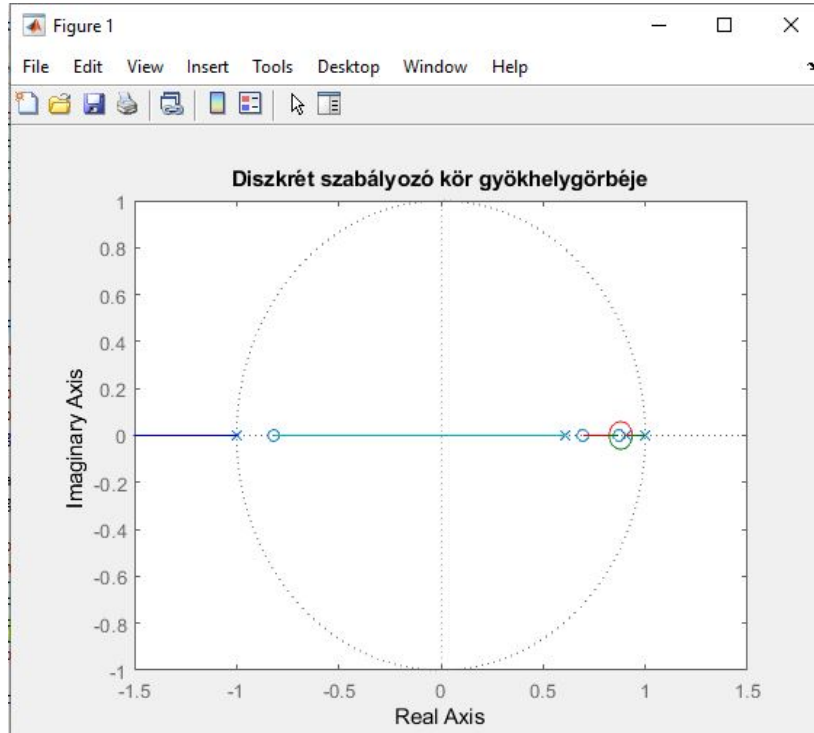 Figure 1
File Edit View Insert Tools Desktop Window Help
Diszkrét szabályozó kör gyökhelygörbéje
1
0.8
0.6
0.4
0.2
0
-0.2
-0.4
-0.6
-0.8
-1
Imaginary Axis
-1.5 -1 -0.5 0 0.5 1 1.5
Real Axis